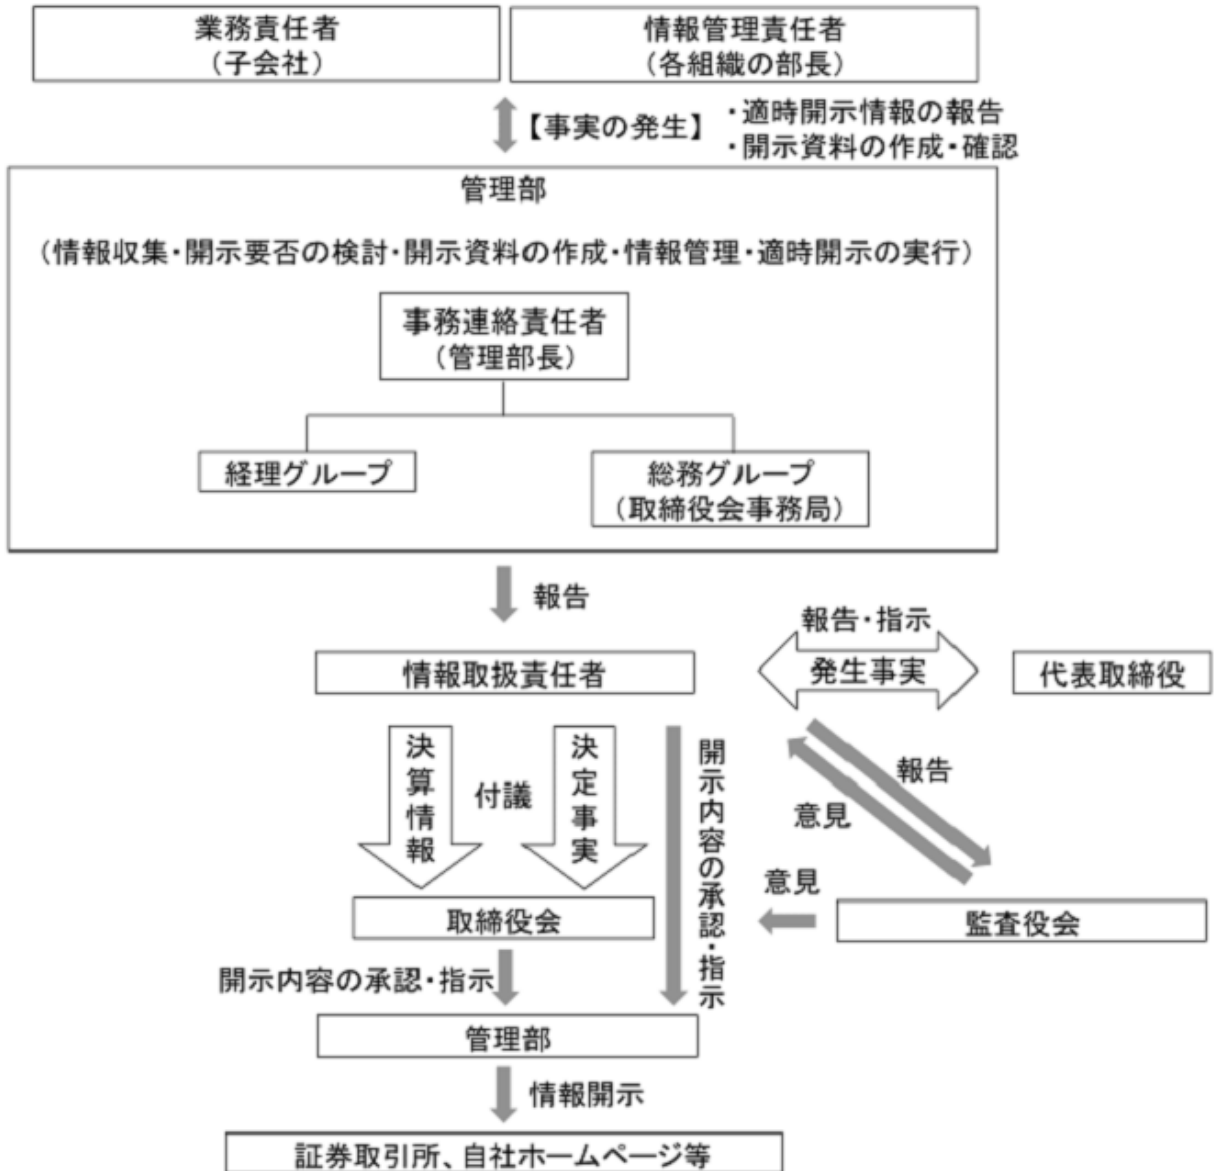 業務責任者
（子会社）
情報管理責任者
（各組織の部長）
【事実の発生】
・適時開示情報の報告
・開示資料の作成・確認
管理部
（情報収集・開示要否の検討・開示資料の作成・情報管理・適時開示の実行）
事務連絡責任者
（管理部長）
経理グループ
総務グループ
（取締役会事務局）
報告
報告・指示
情報取扱責任者
発生事実
代表取締役
決算情報
付議
決定事実
開示内容の承認・指示
報告
意見
意見
取締役会
監査役会
開示内容の承認・指示
管理部
情報開示
証券取引所、自社ホームページ等